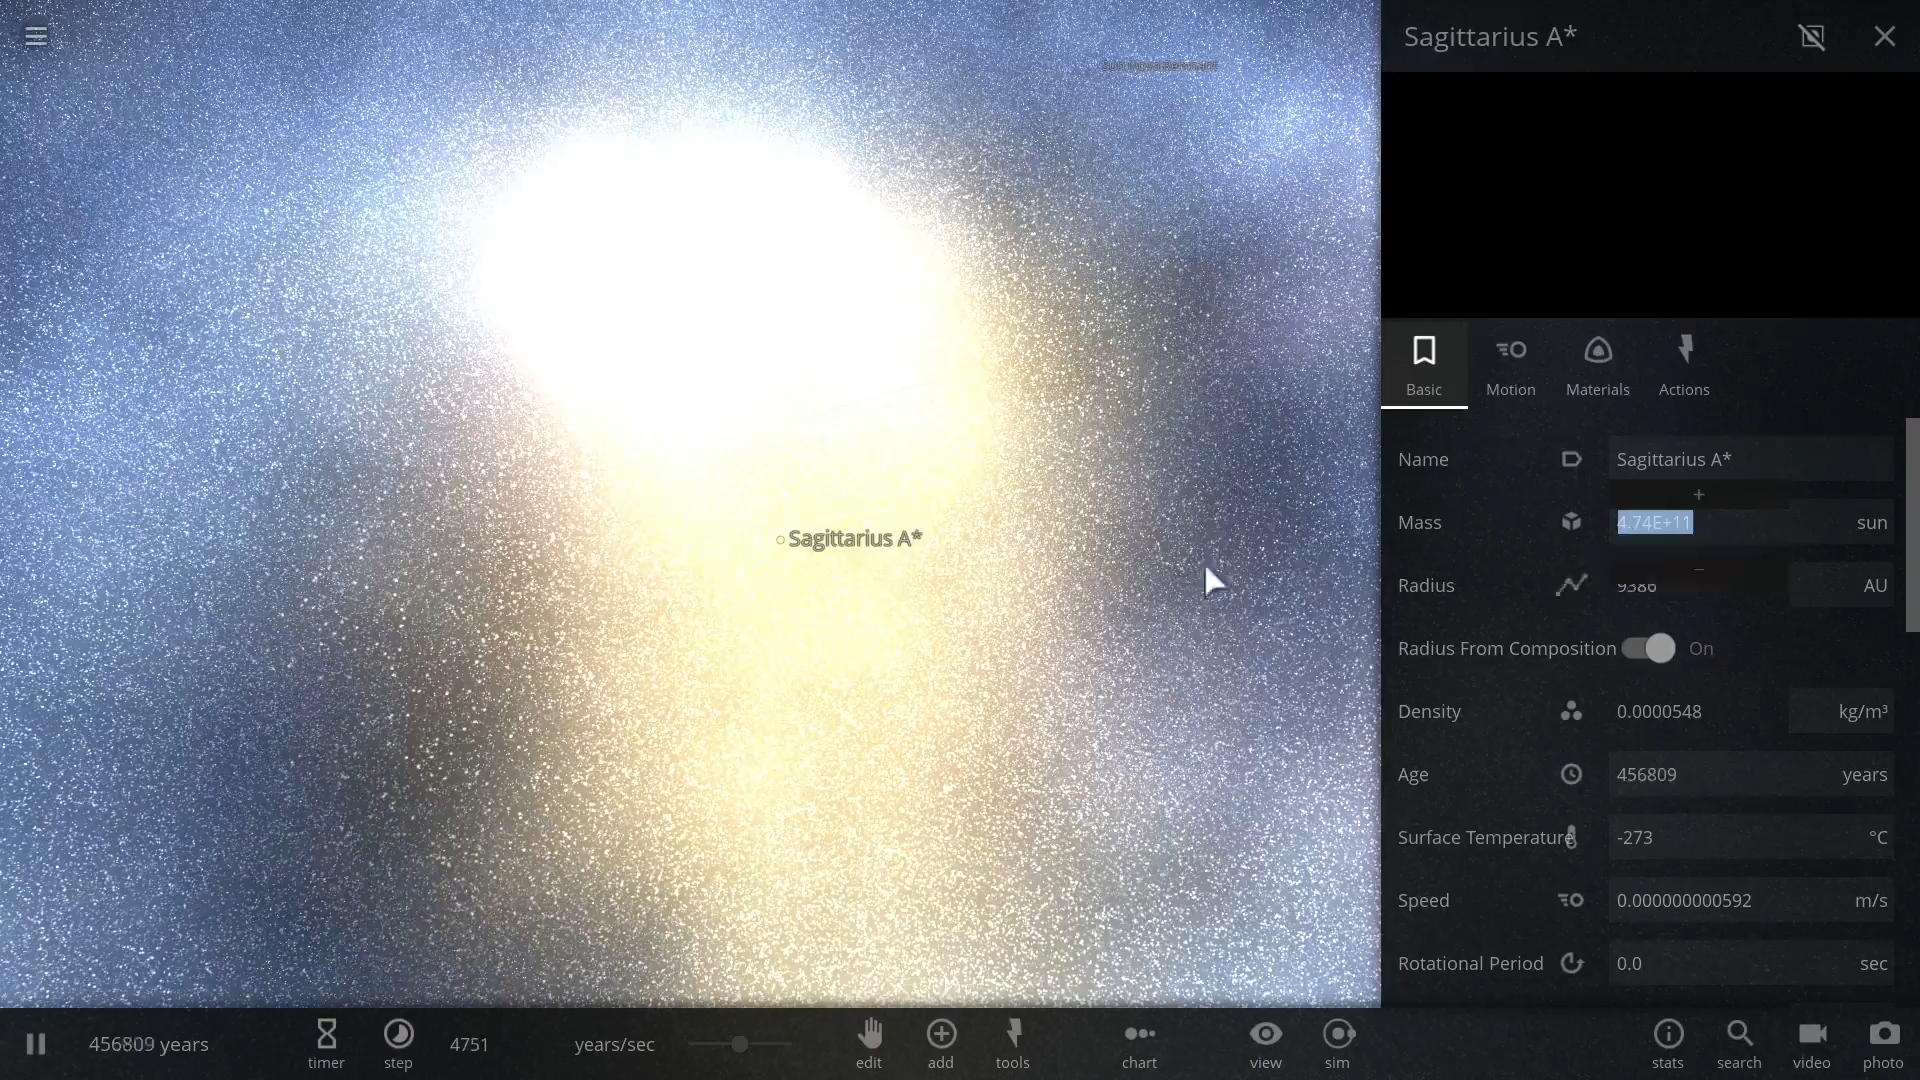 Sagittarius A*
Basic
Motion
Materials
Actions
Name
Sagittarius A*
+
Mass
4.74E+11
sun
Sagittarius A*
Radius
9386
AU
Radius From Composition
On
Density
0.0000548
kg/m³
Age
456809
years
Surface Temperature
-273
°C
Speed
0.000000000592
m/s
Rotational Period
0.0
sec
456809 years
timer
step
4751
years/sec
edit
add
tools
chart
view
sim
stats
search
video
photo